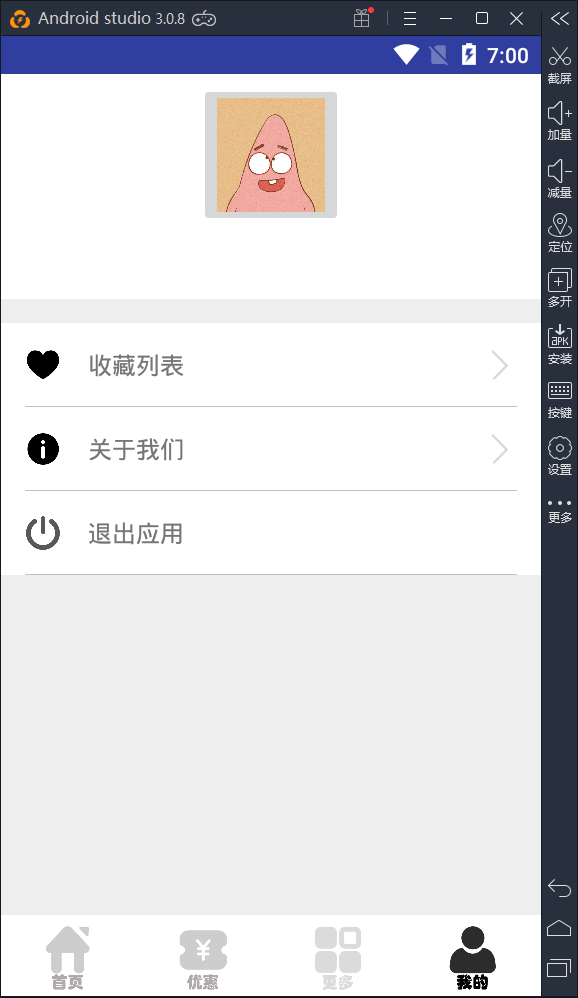 Android studio 3.0.8
7:00
收藏列表
关于我们
退出应用
首页
优惠
更多
我的
截屏
加量
减量
定位
多开
APK
安装
按键
设置
更多